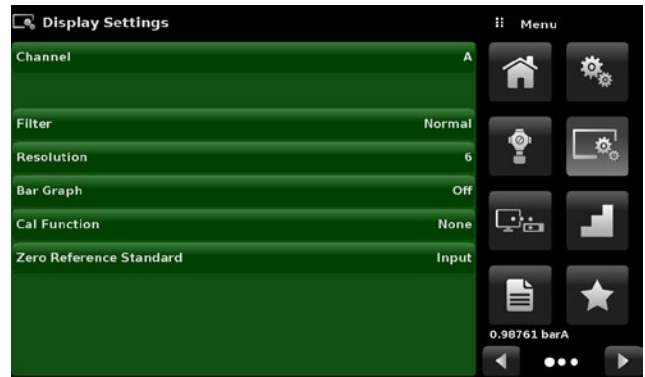 Display Settings
Menu
Channel A
Filter Normal
Resolution 6
Bar Graph Off
Cal Function None
Zero Reference Standard Input
0.98761 barA